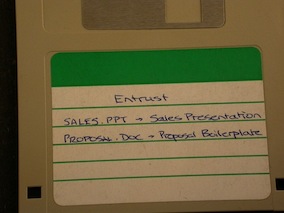 Entrust
SALES.PPT → Sales Presentation
PROPOSAL.DOC → Proposal Boilerplate